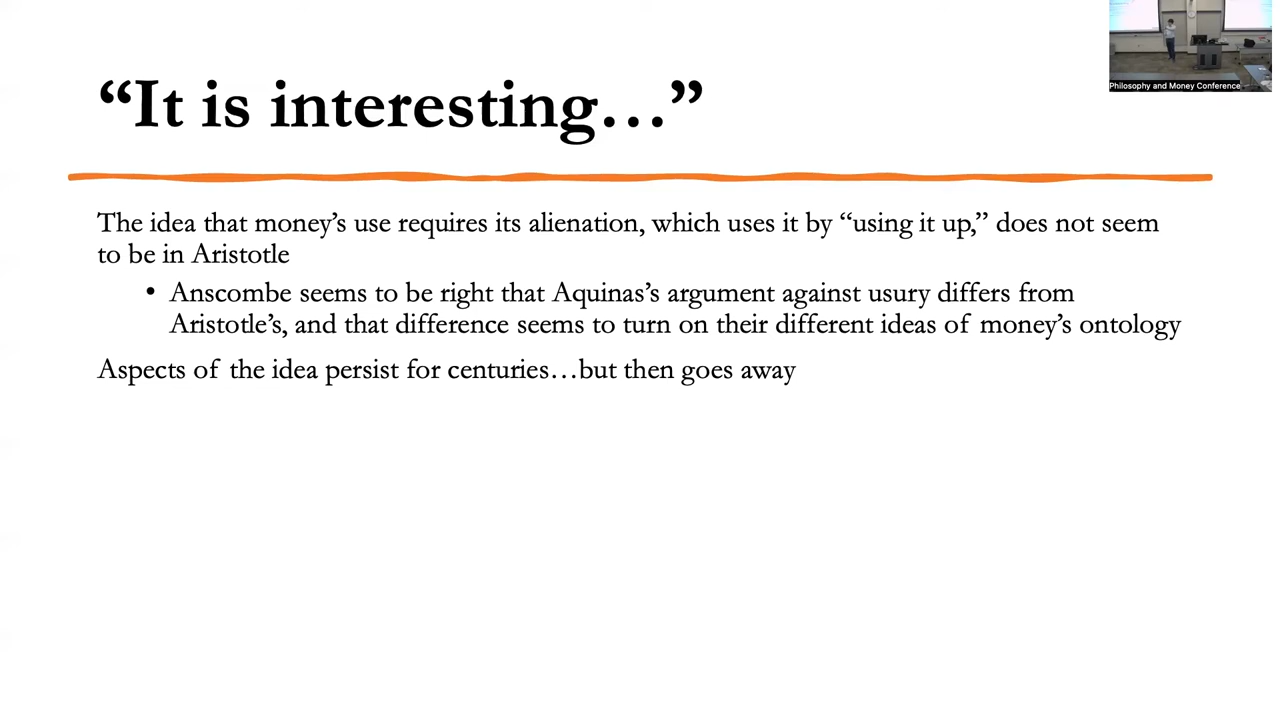 Philosophy and Money Conference
“It is interesting…”
The idea that money’s use requires its alienation, which uses it by “using it up,” does not seem
to be in Aristotle
• Anscombe seems to be right that Aquinas’s argument against usury differs from
Aristotle’s, and that difference seems to turn on their different ideas of money’s ontology
Aspects of the idea persist for centuries…but then goes away